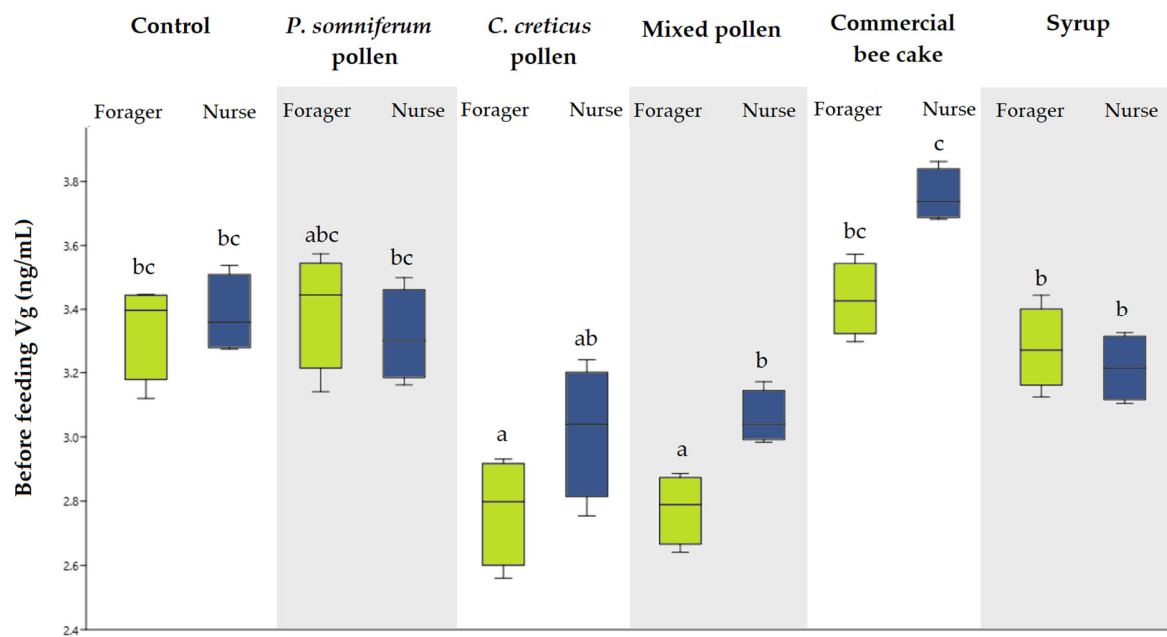 Control
P. somniferum
pollen
C. creticus
pollen
Mixed pollen
Commercial
bee cake
Syrup
Forager
Nurse
Forager
Nurse
Forager
Nurse
Forager
Nurse
Forager
Nurse
Forager
Nurse
Before feeding Vg (ng/mL)
3.8
3.6
3.4
3.2
3.0
2.8
2.6
2.4
bc
bc
abc
bc
a
ab
a
b
bc
c
b
b